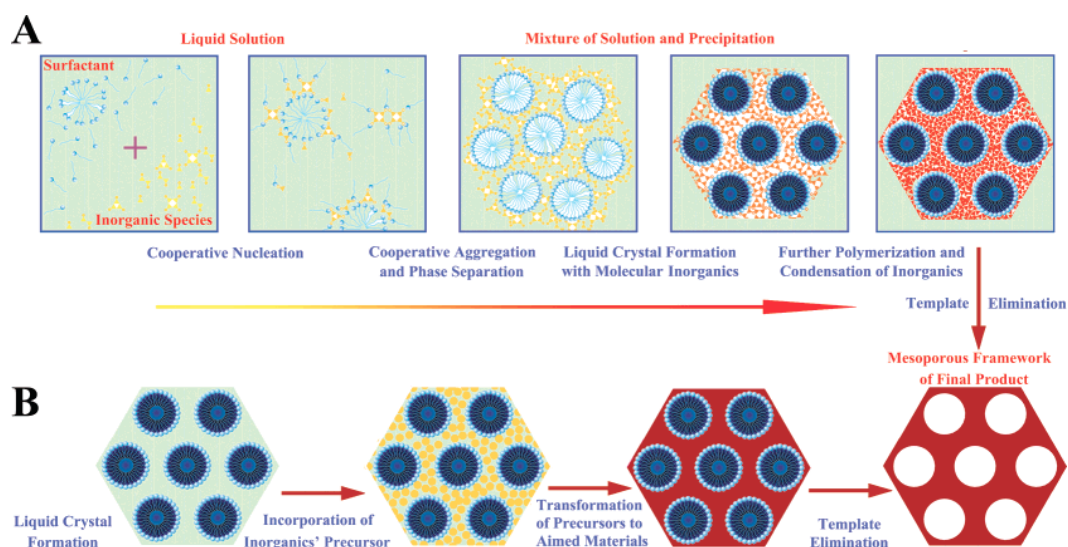 A
Liquid Solution
Mixture of Solution and Precipitation
Surfactant
Inorganic Species
Cooperative Nucleation
Cooperative Aggregation
and Phase Separation
Liquid Crystal Formation
with Molecular Inorganics
Further Polymerization and
Condensation of Inorganics
Template Elimination
Mesoporous Framework
of Final Product
B
Liquid Crystal
Formation
Incorporation of
Inorganics' Precursor
Transformation
of Precursors to
Aimed Materials
Template
Elimination